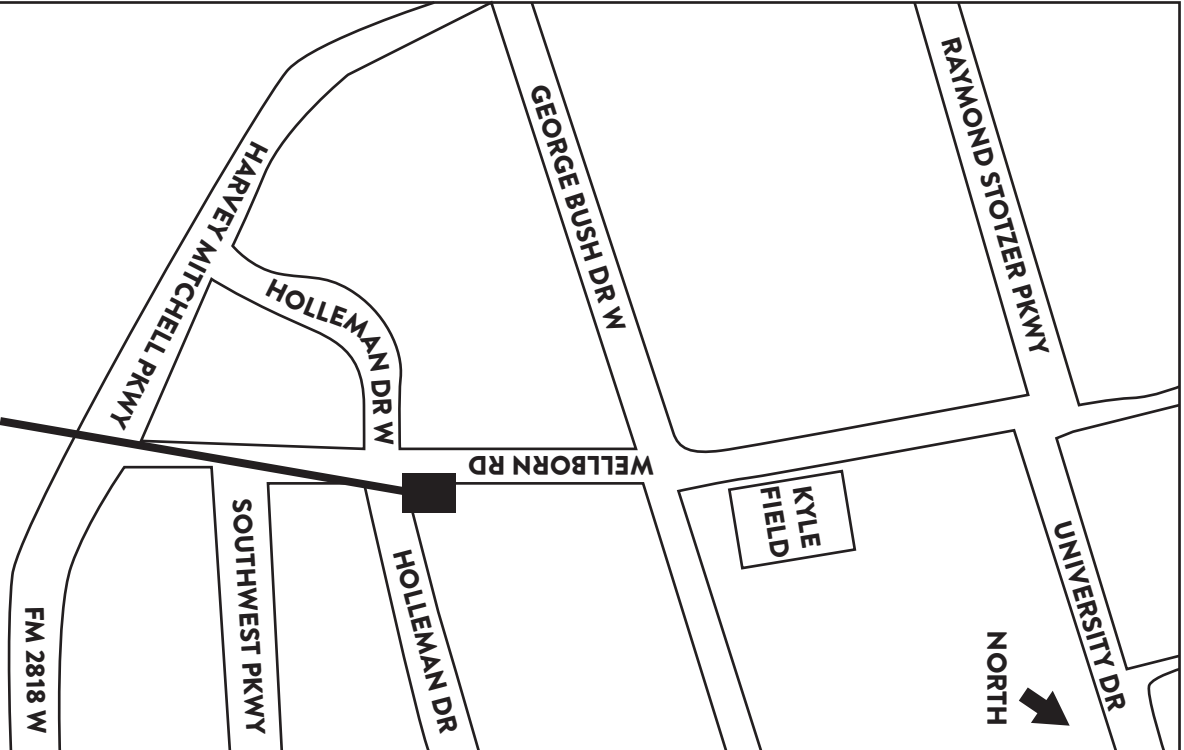 HARVEY MITCHELL PKWY
HOLLEMAN DR W
GEORGE BUSH DR W
RAYMOND STOTZER PKWY
WELLBORN RD
KYLE
FIELD
SOUTHWEST PKWY
HOLLEMAN DR
UNIVERSITY DR
FM 2818 W
NORTH